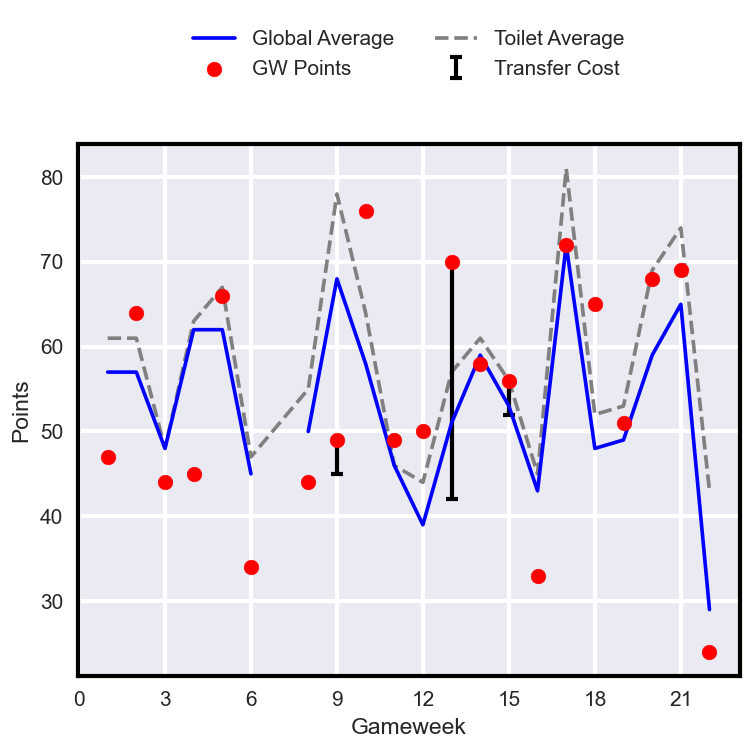 Global Average
Toilet Average
GW Points
Transfer Cost
80
70
60
50
40
30
Points
0 3 6 9 12 15 18 21
Gameweek